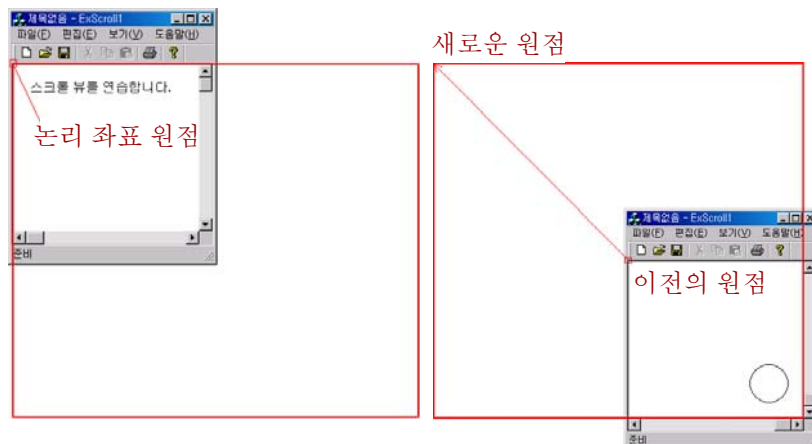 제목없음 - ExScroll1
파일(F) 편집(E) 보기(V) 도움말(H)
스크롤 뷰를 연습합니다.
논리 좌표 원점
준비
새로운 원점
제목없음 - ExScroll1
파일(F) 편집(E) 보기(V) 도움말(H)
이전의 원점
준비